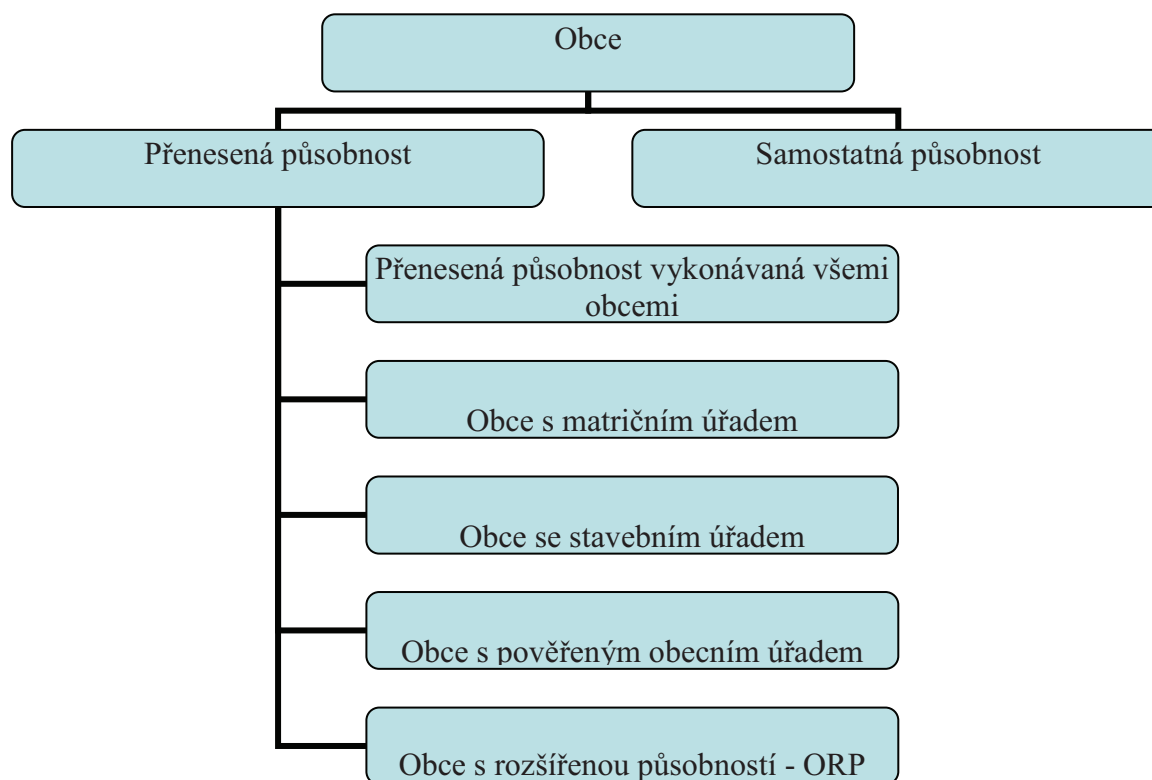 Obce
Přenesená působnost
Samostatná působnost
Přenesená působnost vykonávaná všemi
obcemi
Obce s matričním úřadem
Obce se stavebním úřadem
Obce s pověřeným obecním úřadem
Obce s rozšířenou působností - ORP